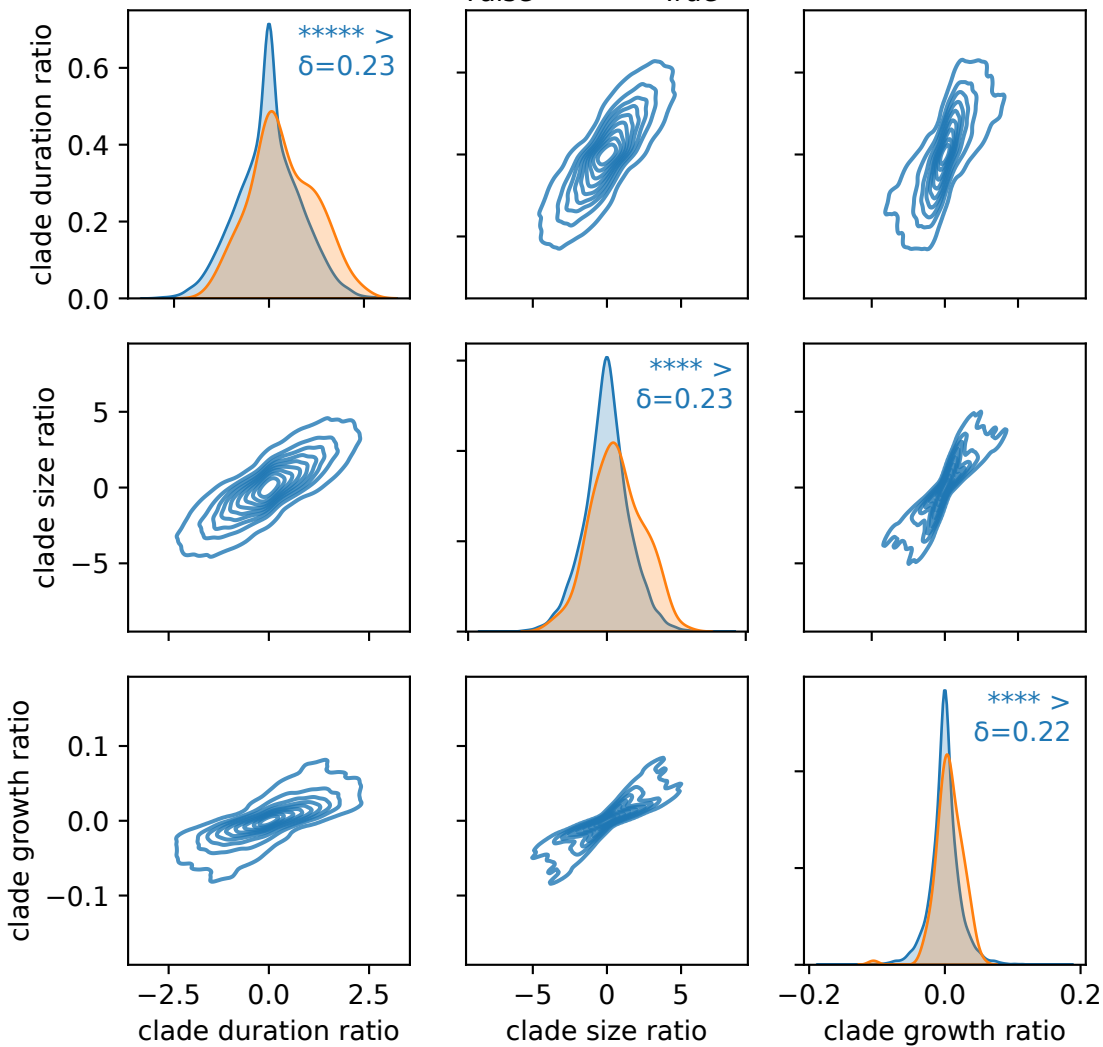 clade duration ratio
0.6
0.4
0.2
0.0
***** >
δ=0.23
clade size ratio
5
0
−5
**** >
δ=0.23
clade growth ratio
0.1
0.0
−0.1
**** >
δ=0.22
−2.5 0.0 2.5
−5 0 5
−0.2 0.0 0.2
clade duration ratio
clade size ratio
clade growth ratio